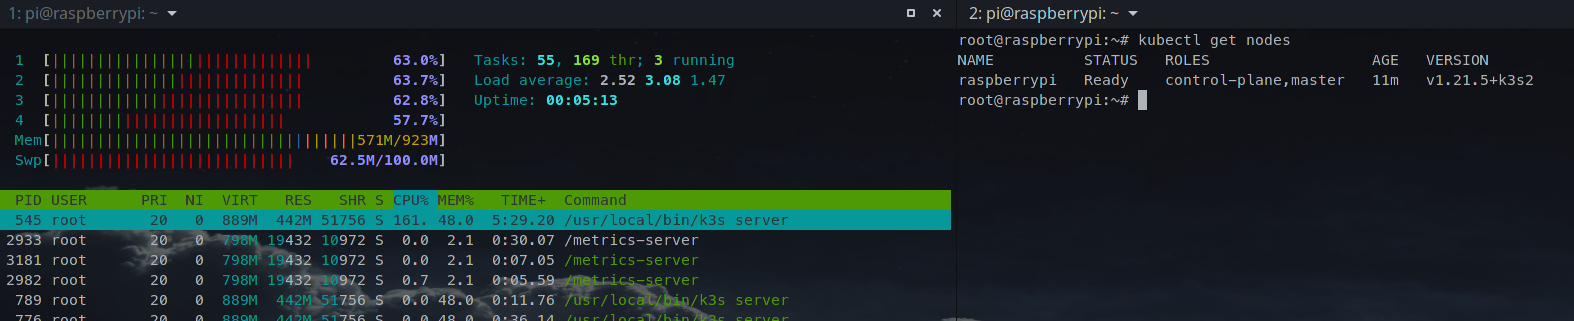 1: pi@raspberrypi: ~
1 [||||||||||||||||||||||||||||| 63.0%]
2 [|||||||||||||||||||||||||||| 63.7%]
3 [|||||||||||||||||||||||||||| 62.8%]
4 [|||||||||||||||||||||||||| 57.7%]
Mem[||||||||||||||||||||||||||||||||||571M/923M]
Swp[||||||||||||||||||||||||||| 62.5M/100.0M]
Tasks: 55, 169 thr; 3 running
Load average: 2.52 3.08 1.47
Uptime: 00:05:13
PID USER PRI NI VIRT RES SHR S CPU% MEM% TIME+ Command
545 root 20 0 889M 442M 51756 S 161. 48.0 5:29.20 /usr/local/bin/k3s server
2933 root 20 0 798M 19432 10972 S 0.0 2.1 0:30.07 /metrics-server
3181 root 20 0 798M 19432 10972 S 0.0 2.1 0:07.05 /metrics-server
2982 root 20 0 798M 19432 10972 S 0.7 2.1 0:05.59 /metrics-server
789 root 20 0 889M 442M 51756 S 0.0 48.0 0:11.76 /usr/local/bin/k3s server
776 root 20 0 889M 442M 51756 S 0.0 48.0 0:36.14 /usr/local/bin/k3s server
2: pi@raspberrypi: ~
root@raspberrypi:~# kubectl get nodes
NAME STATUS ROLES AGE VERSION
raspberrypi Ready control-plane,master 11m v1.21.5+k3s2
root@raspberrypi:~#